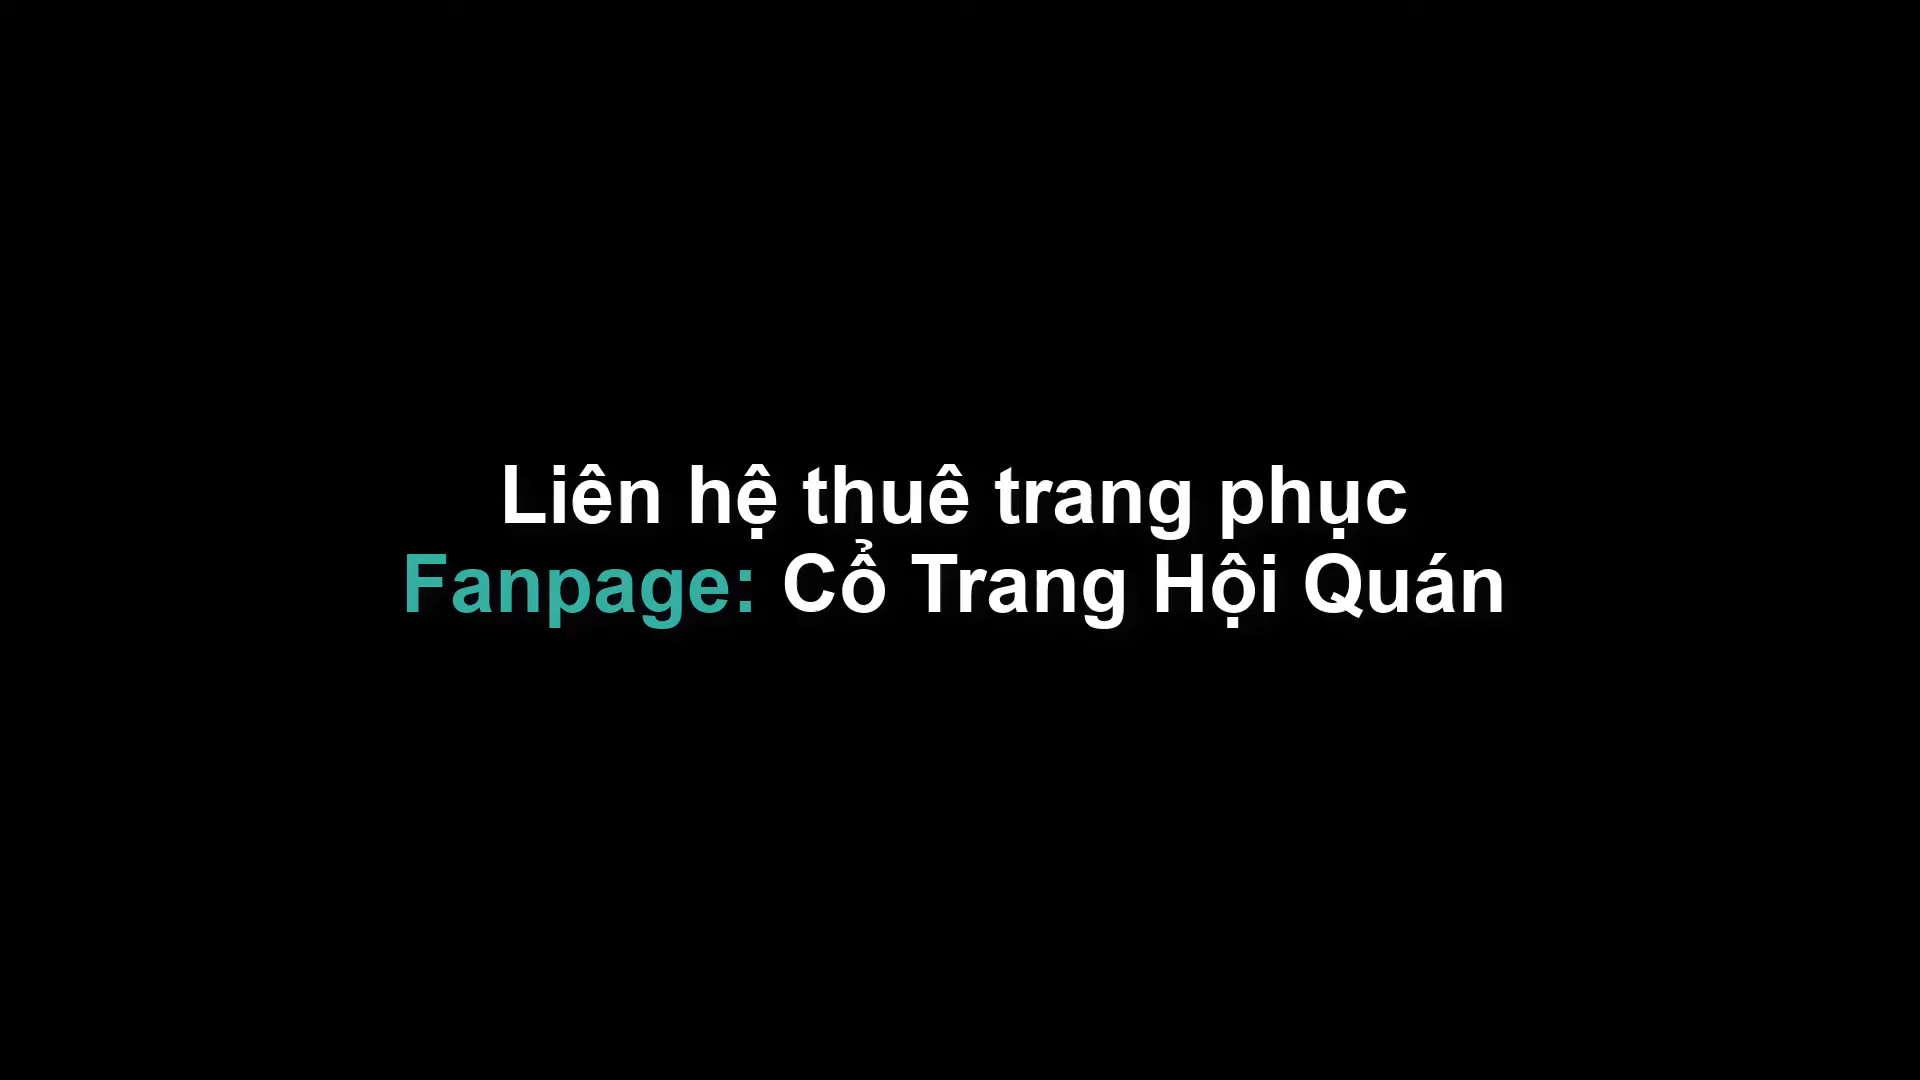 Liên hệ thuê trang phục
Fanpage: Cổ Trang Hội Quán